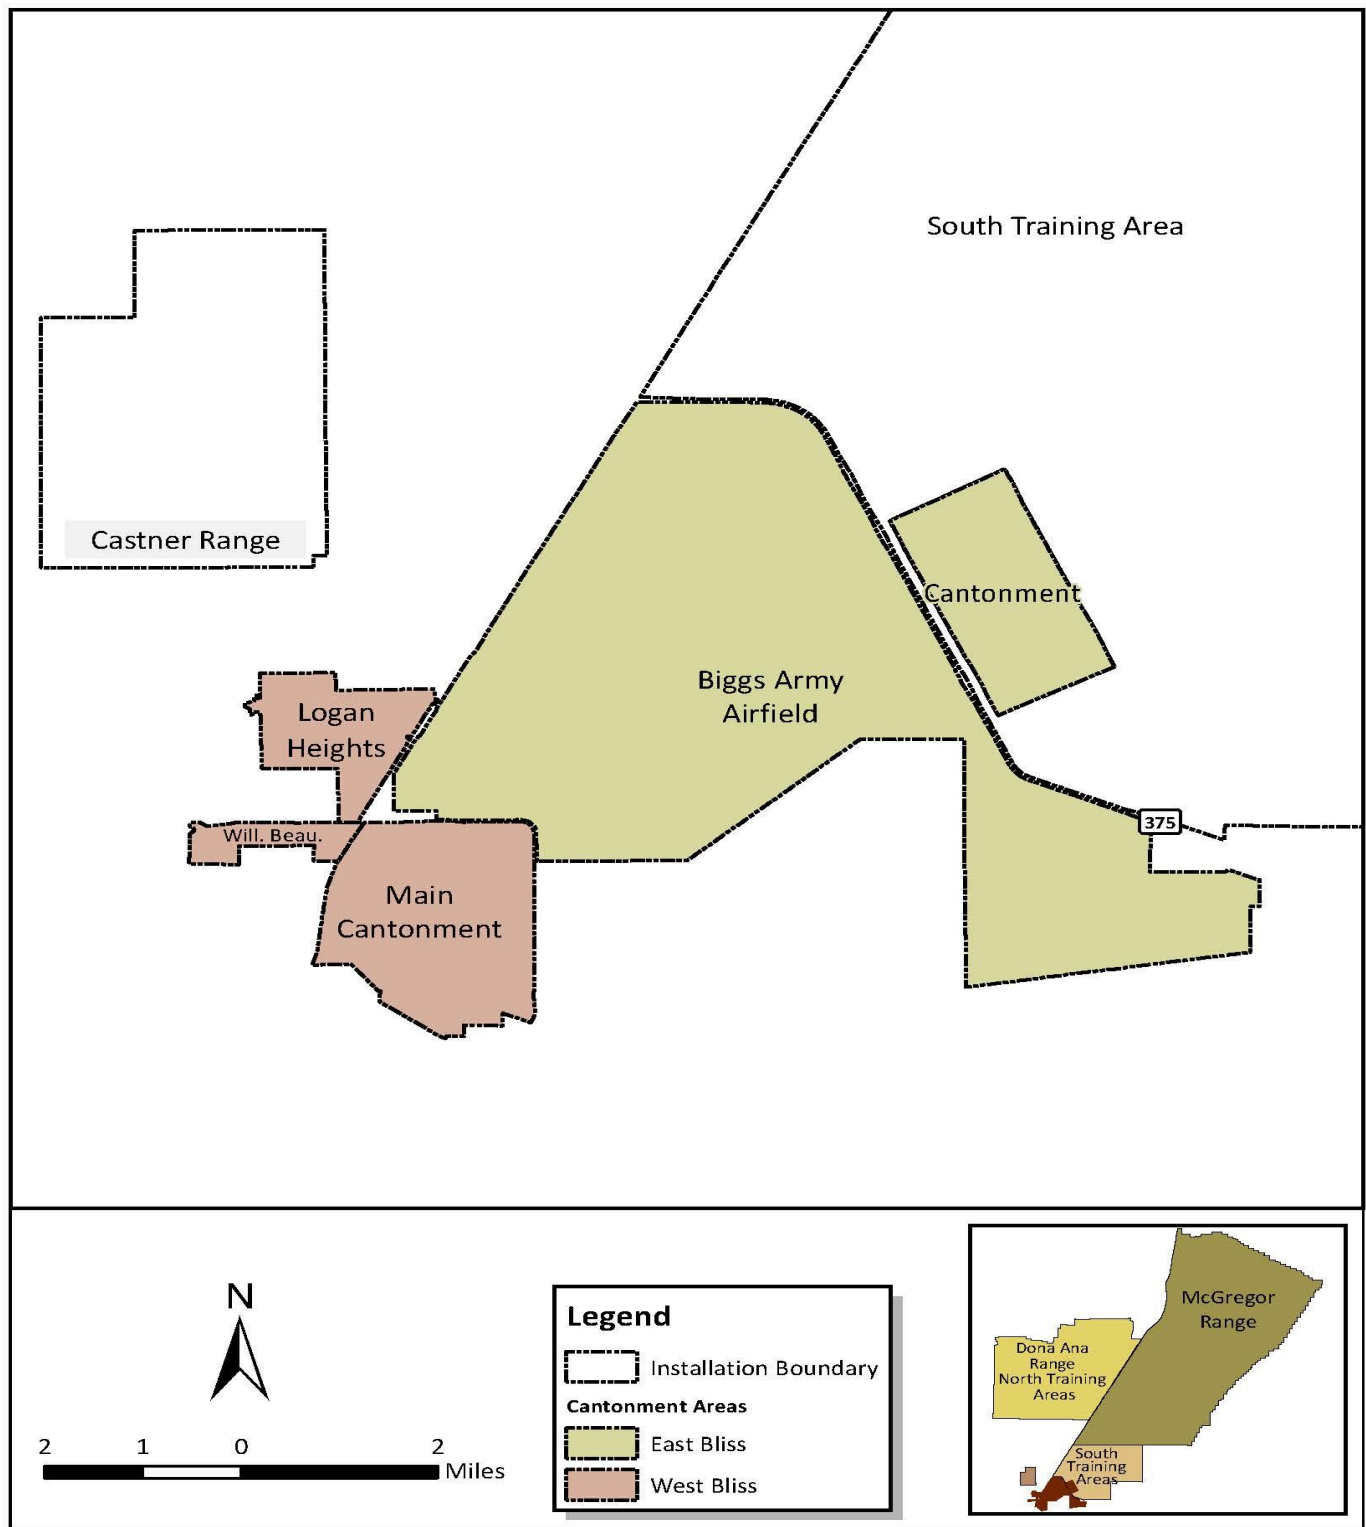 South Training Area
Castner Range
Cantonment
Biggs Army
Airfield
Logan
Heights
375
Will. Beau.
Main
Cantonment
N
2 1 0 2
Miles
Legend
Installation Boundary
Cantonment Areas
East Bliss
West Bliss
McGregor
Range
Dona Ana
Range
North Training
Areas
South
Training
Areas